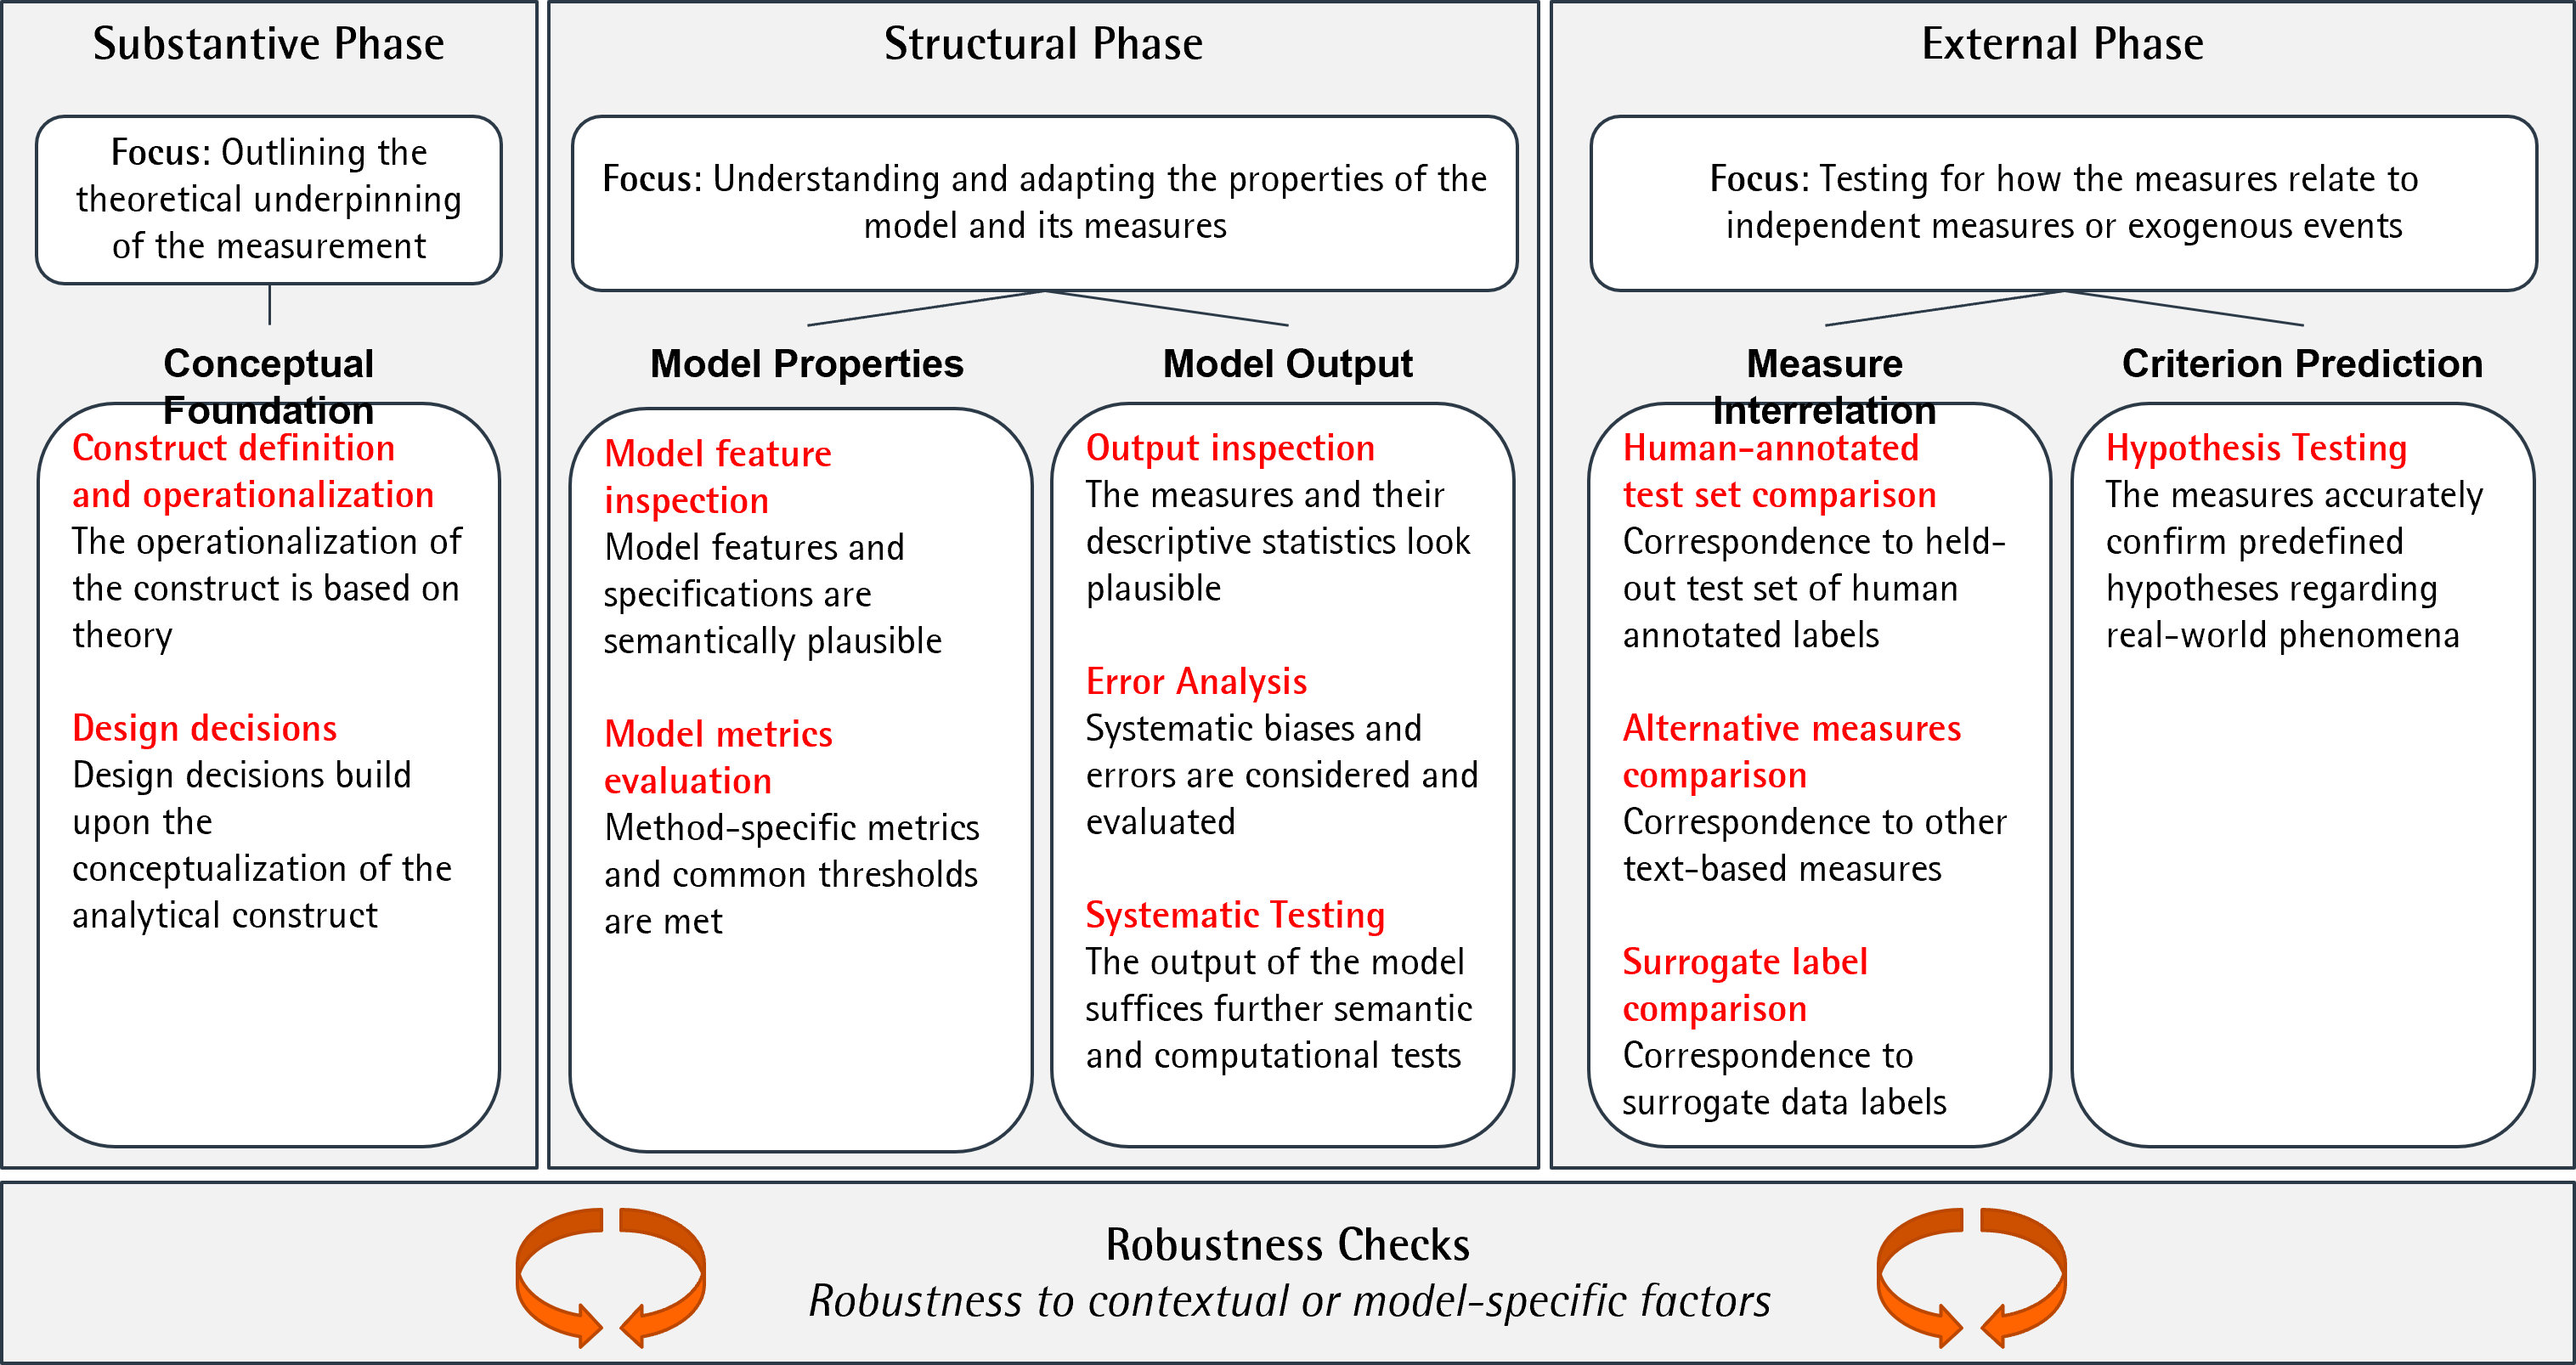 Substantive Phase
Focus: Outlining the
theoretical underpinning
of the measurement
Conceptual
Foundation
Construct definition
and operationalization
The operationalization of
the construct is based on
theory
Design decisions
Design decisions build
upon the
conceptualization of the
analytical construct
Structural Phase
Focus: Understanding and adapting the properties of the
model and its measures
Model Properties
Model feature
inspection
Model features and
specifications are
semantically plausible
Model metrics
evaluation
Method-specific metrics
and common thresholds
are met
Model Output
Output inspection
The measures and their
descriptive statistics look
plausible
Error Analysis
Systematic biases and
errors are considered and
evaluated
Systematic Testing
The output of the model
suffices further semantic
and computational tests
External Phase
Focus: Testing for how the measures relate to
independent measures or exogenous events
Measure
Interrelation
Human-annotated
test set comparison
Correspondence to held-
out test set of human
annotated labels
Alternative measures
comparison
Correspondence to other
text-based measures
Surrogate label
comparison
Correspondence to
surrogate data labels
Criterion Prediction
Hypothesis Testing
The measures accurately
confirm predefined
hypotheses regarding
real-world phenomena
Robustness Checks
Robustness to contextual or model-specific factors